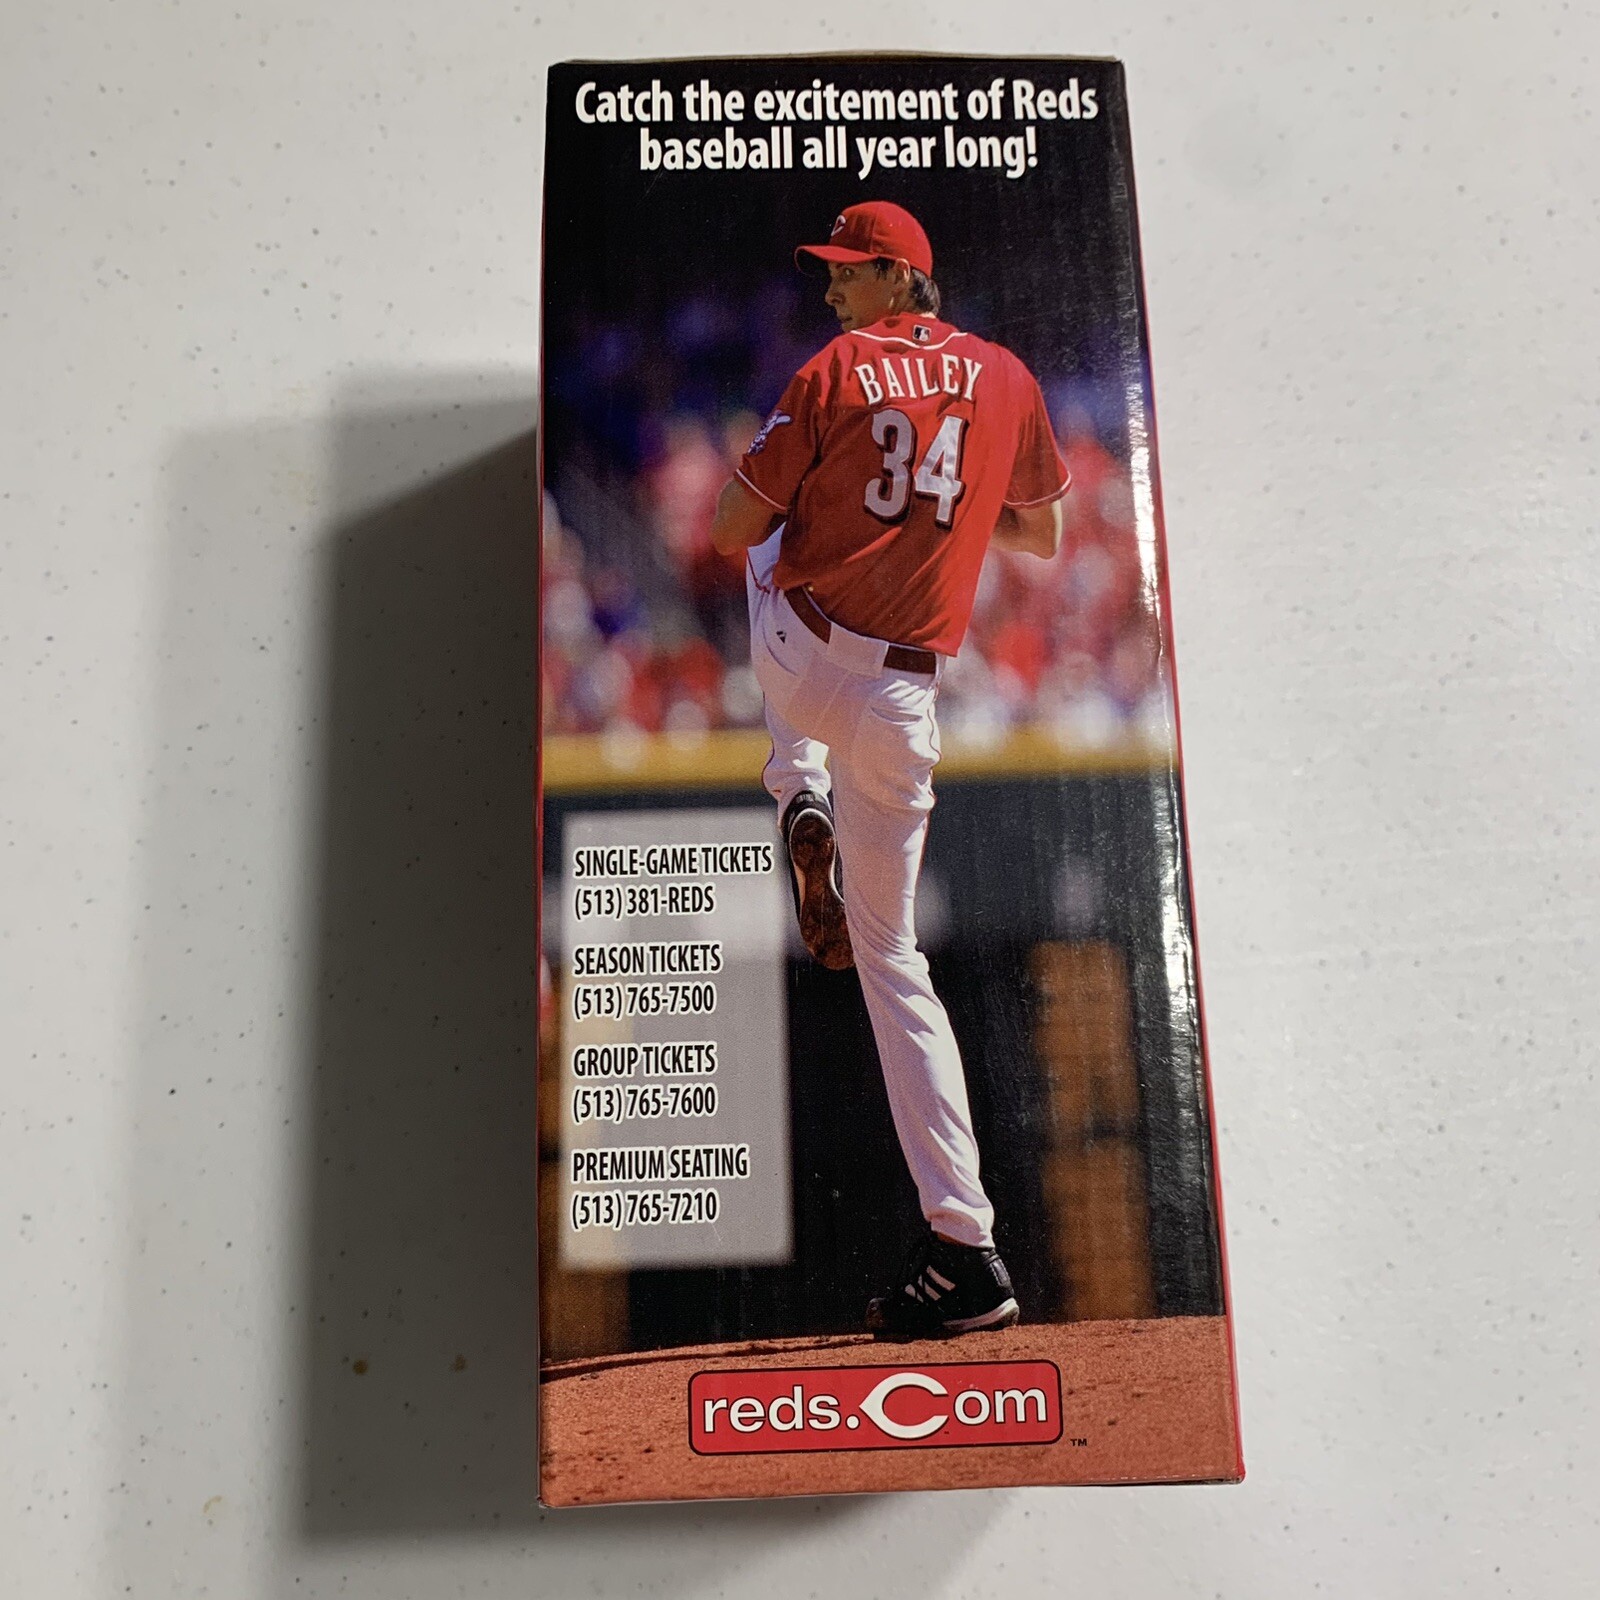 Catch the excitement of Reds
baseball all year long!
C
BAILEY
34
SINGLE-GAME TICKETS
(513) 381-REDS
SEASON TICKETS
(513) 765-7500
GROUP TICKETS
(513) 765-7600
PREMIUM SEATING
(513) 765-7210
reds.Com
™